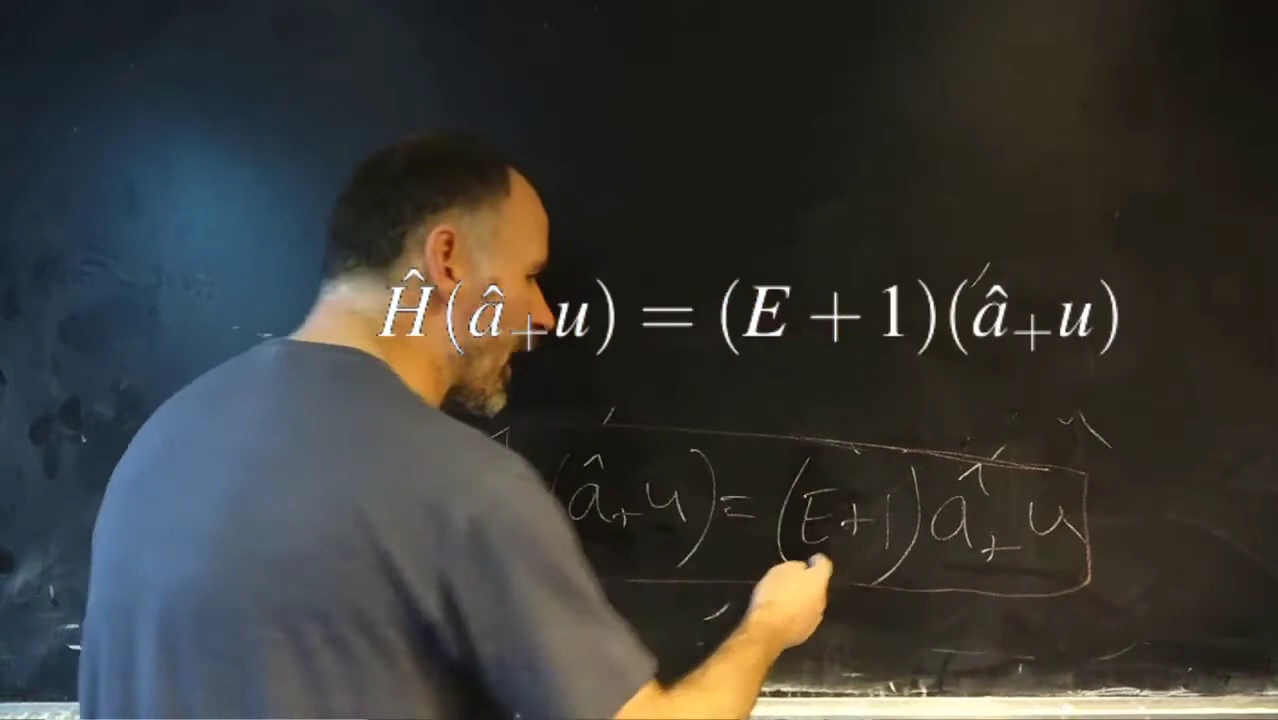 Ĥ(â₊u) = (E + 1)(â₊u)
(â₊u) = (E+1) â₊ u